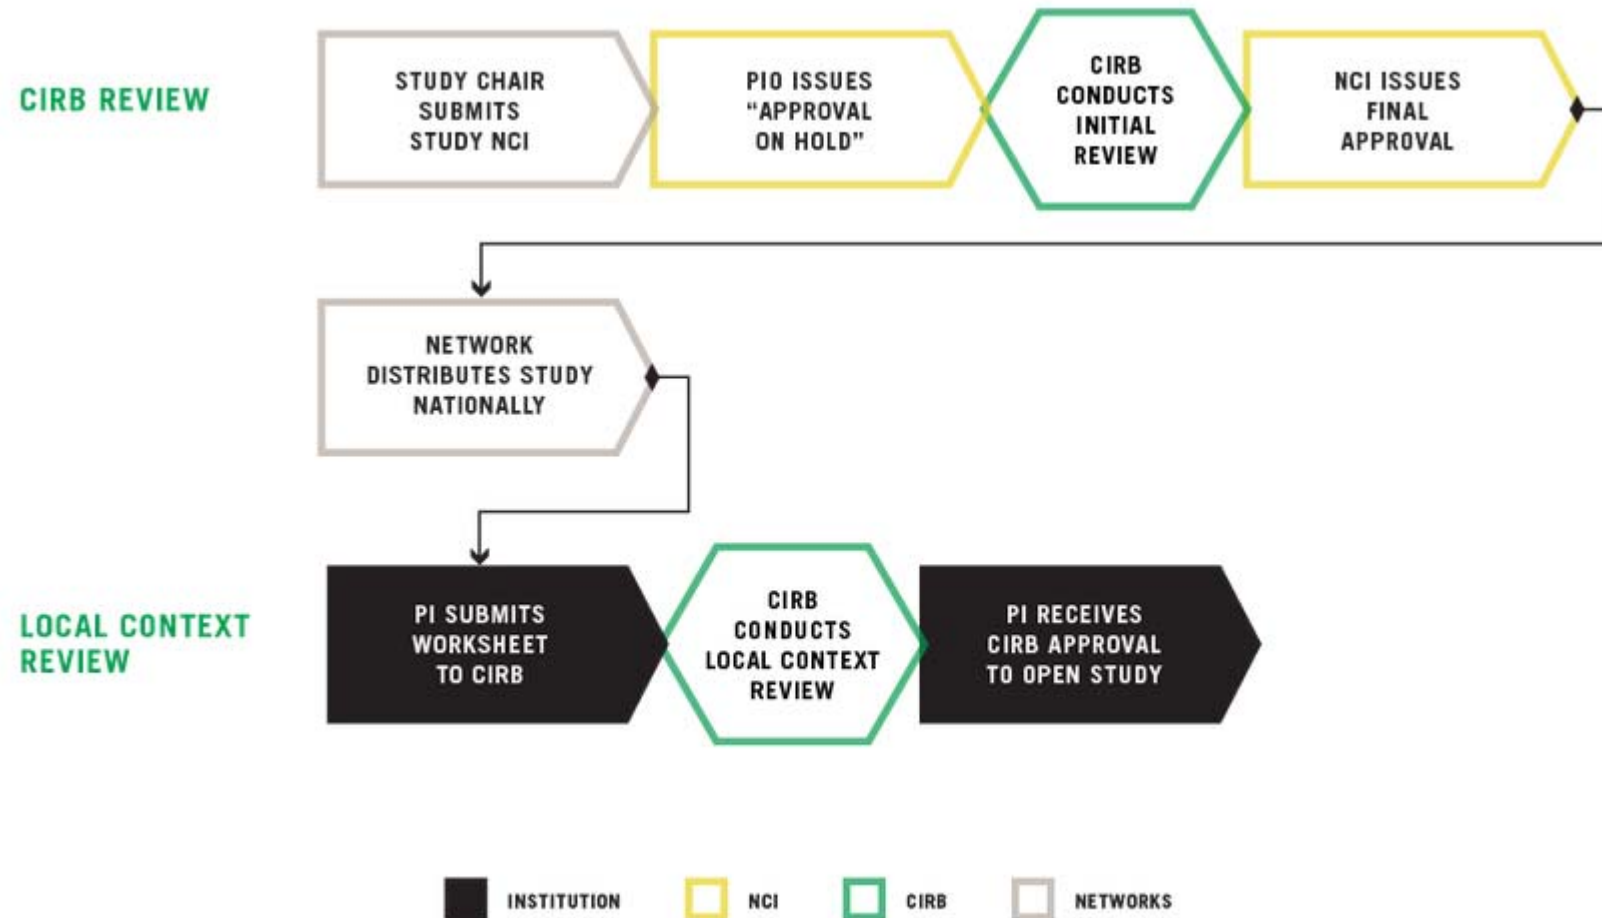 CIRB REVIEW
STUDY CHAIR
SUBMITS
STUDY NCI
PIO ISSUES
“APPROVAL
ON HOLD”
CIRB
CONDUCTS
INITIAL
REVIEW
NCI ISSUES
FINAL
APPROVAL
NETWORK
DISTRIBUTES STUDY
NATIONALLY
LOCAL CONTEXT
REVIEW
PI SUBMITS
WORKSHEET
TO CIRB
CIRB
CONDUCTS
LOCAL CONTEXT
REVIEW
PI RECEIVES
CIRB APPROVAL
TO OPEN STUDY
INSTITUTION
NCI
CIRB
NETWORKS